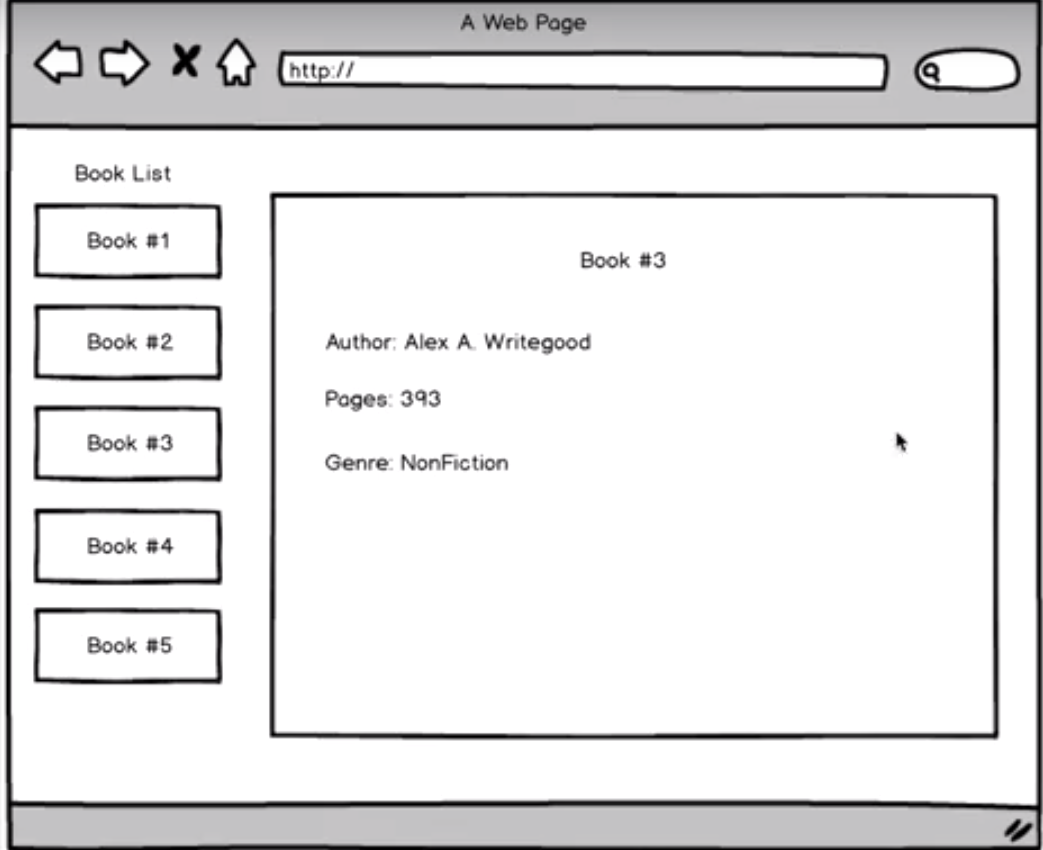 A Web Page
http://
Book List
Book #1
Book #2
Book #3
Book #4
Book #5
Book #3
Author: Alex A. Writegood
Pages: 393
Genre: NonFiction